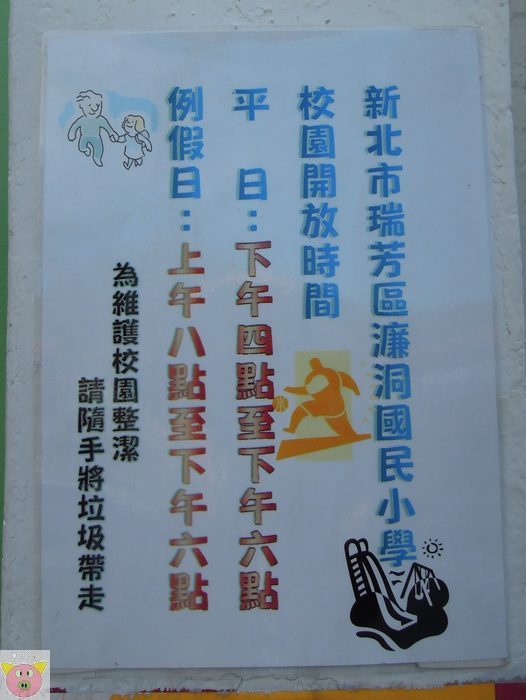 新北市瑞芳區濂洞國民小學
校園開放時間
平 日：下午四點至下午六點
例假日：上午八點至下午六點
為維護校園整潔
請隨手將垃圾帶走